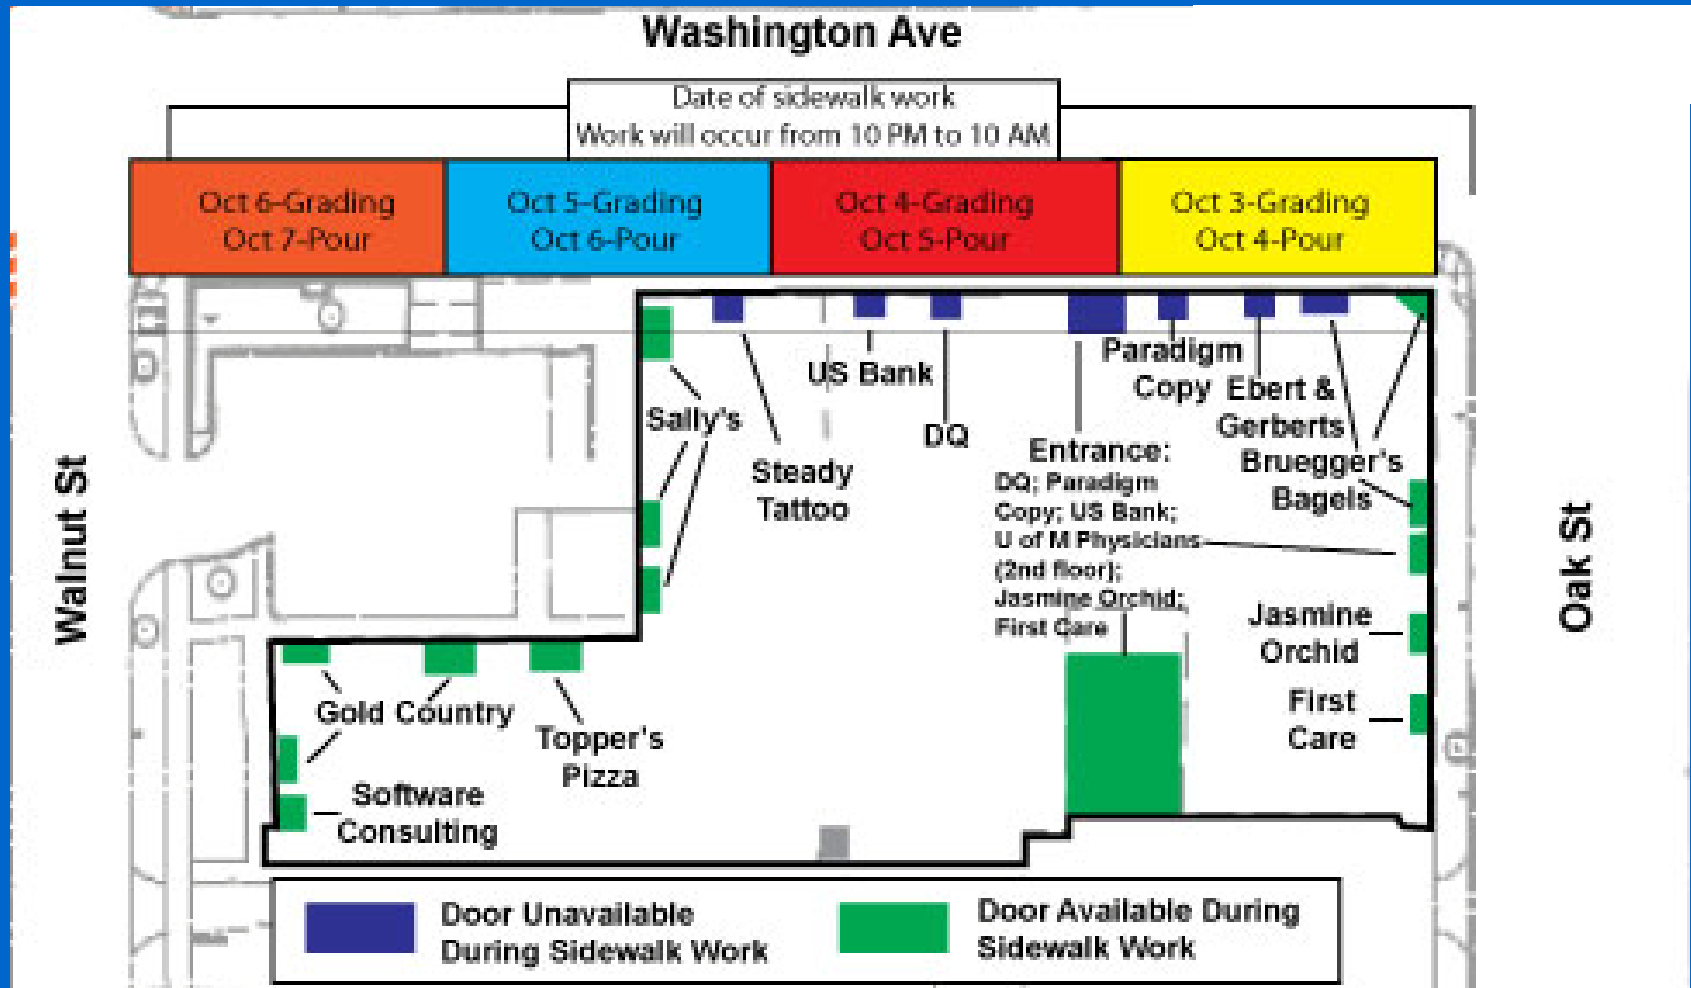 Washington Ave
Date of sidewalk work
Work will occur from 10 PM to 10 AM
Oct 6-Grading
Oct 7-Pour
Oct 5-Grading
Oct 6-Pour
Oct 4-Grading
Oct 5-Pour
Oct 3-Grading
Oct 4-Pour
Walnut St
Oak St
Sally's
Steady
Tattoo
US Bank
DQ
Entrance:
DQ; Paradigm
Copy; US Bank;
U of M Physicians
(2nd floor);
Jasmine Orchid;
First Care
Paradigm
Copy
Ebert &
Gerberts
Bruegger's
Bagels
Jasmine
Orchid
First
Care
Gold Country
Topper's
Pizza
Software
Consulting
Door Unavailable
During Sidewalk Work
Door Available During
Sidewalk Work